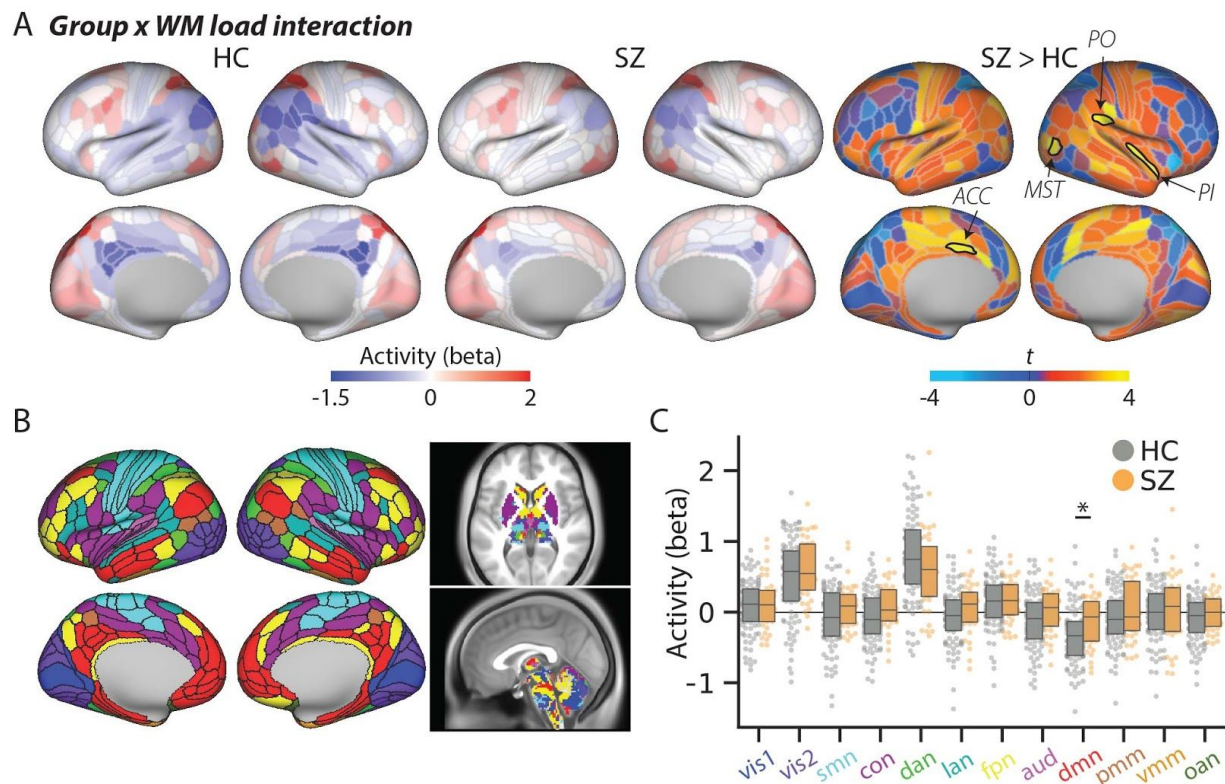 A Group x WM load interaction
HC
SZ
SZ > HC
PO
MST
PI
ACC
Activity (beta)
-1.5 0 2
t
-4 0 4
B
C
HC
SZ
*
Activity (beta)
2
1
0
-1
vis1 vis2 smn con dan lan fpn aud dmn pmm vmm oan